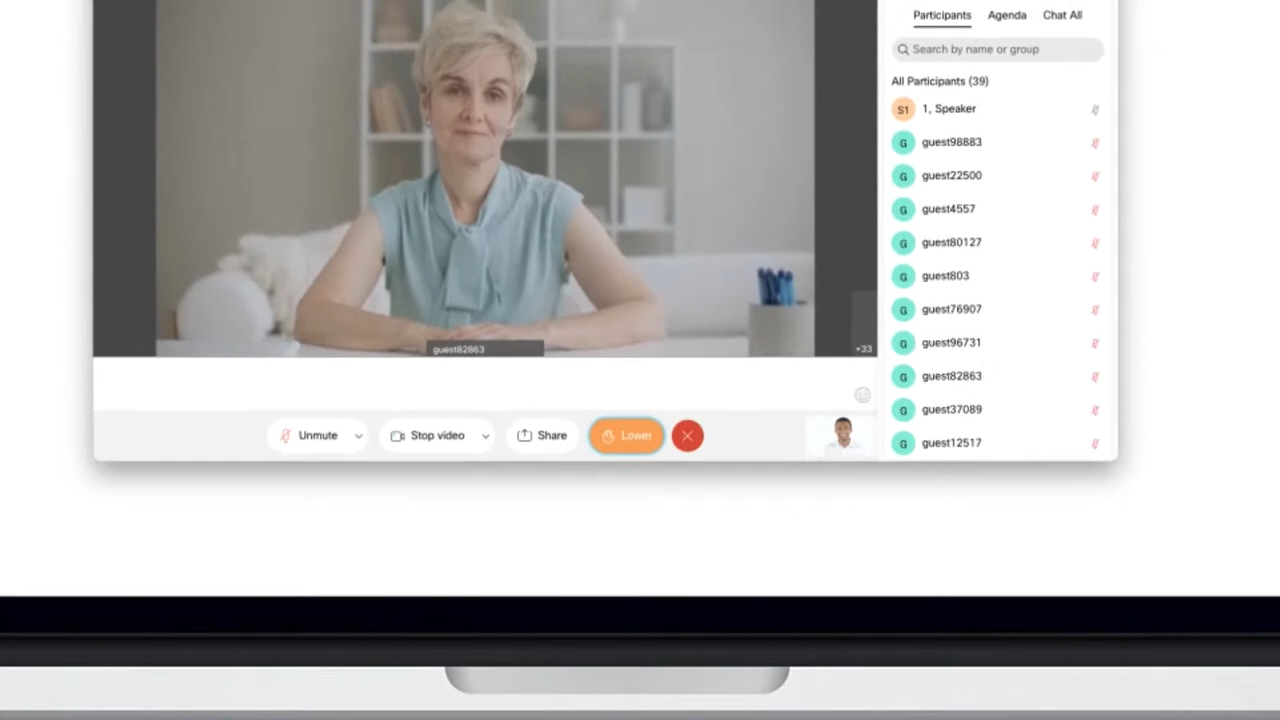 Participants Agenda Chat All
Search by name or group
All Participants (39)
S1 1, Speaker
G guest98883
G guest22500
G guest4557
G guest80127
G guest803
G guest76907
G guest96731
G guest82863
G guest37089
G guest12517
guest82863
+33
Unmute Stop video Share Lower